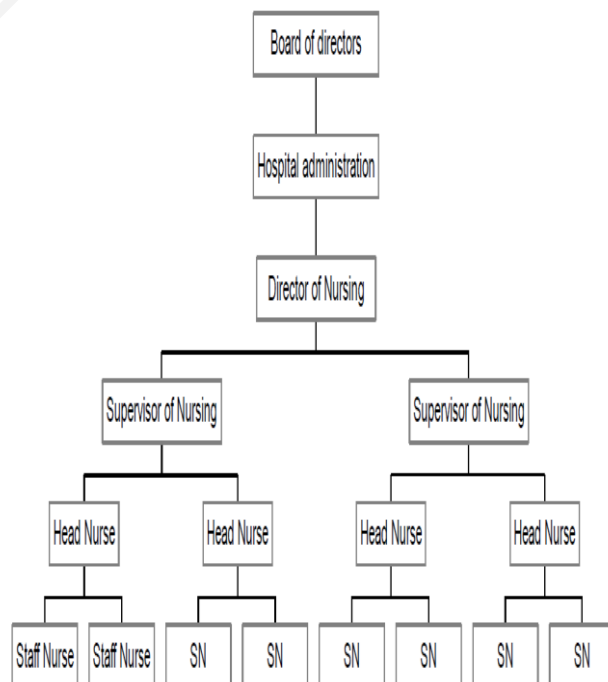 Board of directors
Hospital administration
Director of Nursing
Supervisor of Nursing
Supervisor of Nursing
Head Nurse
Head Nurse
Head Nurse
Head Nurse
Staff Nurse
Staff Nurse
SN
SN
SN
SN
SN
SN